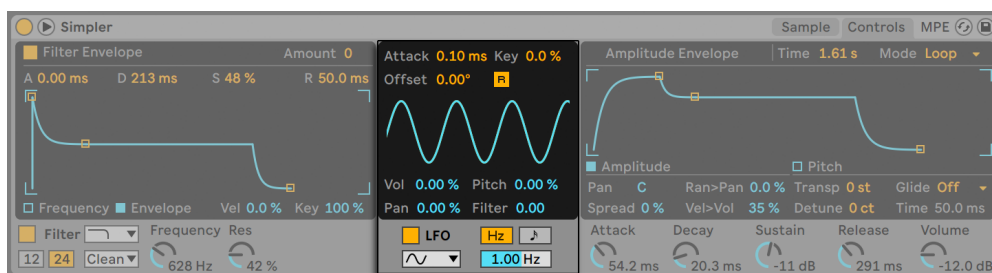 Simpler Sample Controls MPE
Filter Envelope Amount 0
A 0.00 ms D 213 ms S 48 % R 50.0 ms
Frequency Envelope Vel 0.0 % Key 100 %
Filter Frequency Res
12 24 Clean 628 Hz 42 %
Attack 0.10 ms Key 0.0 %
Offset 0.00° R
Vol 0.00 % Pitch 0.00 %
Pan 0.00 % Filter 0.00
LFO Hz
1.00 Hz
Amplitude Envelope Time 1.61 s Mode Loop
Amplitude Pitch
Pan C Ran>Pan 0.0 % Transp 0 st Glide Off
Spread 0 % Vel>Vol 35 % Detune 0 ct Time 50.0 ms
Attack Decay Sustain Release Volume
54.2 ms 20.3 ms -11 dB 291 ms -12.0 dB